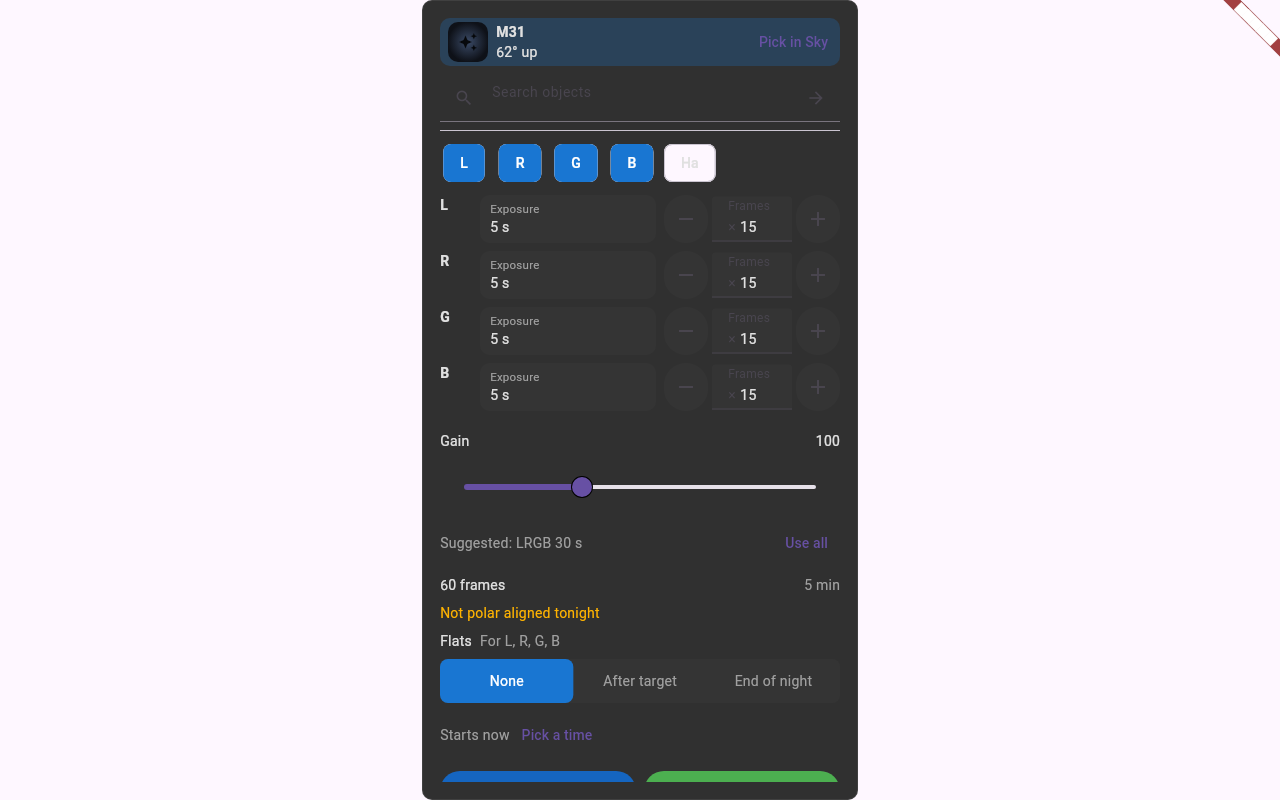 M31
62° up
Pick in Sky
Search objects
L R G B Ha
L Exposure Frames
5 s × 15
R Exposure Frames
5 s × 15
G Exposure Frames
5 s × 15
B Exposure Frames
5 s × 15
Gain 100
Suggested: LRGB 30 s Use all
60 frames 5 min
Not polar aligned tonight
Flats For L, R, G, B
None After target End of night
Starts now Pick a time